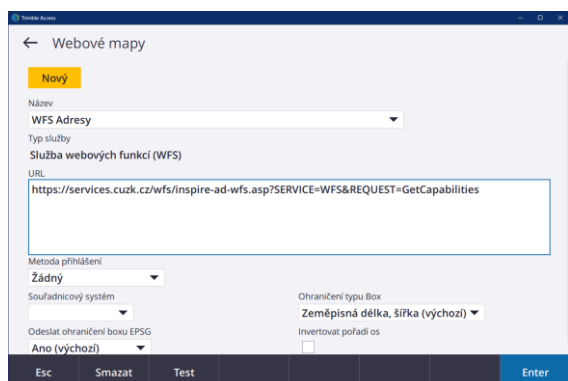 Trimble Access
Webové mapy
Nový
Název
WFS Adresy
Typ služby
Služba webových funkcí (WFS)
URL
https://services.cuzk.cz/wfs/inspire-ad-wfs.asp?SERVICE=WFS&REQUEST=GetCapabilities
Metoda přihlášení
Žádný
Souřadnicový systém
Ohraničení typu Box
Zeměpisná délka, šířka (výchozí)
Odeslat ohraničení boxu EPSG
Invertovat pořadí os
Ano (výchozí)
Esc Smazat Test Enter